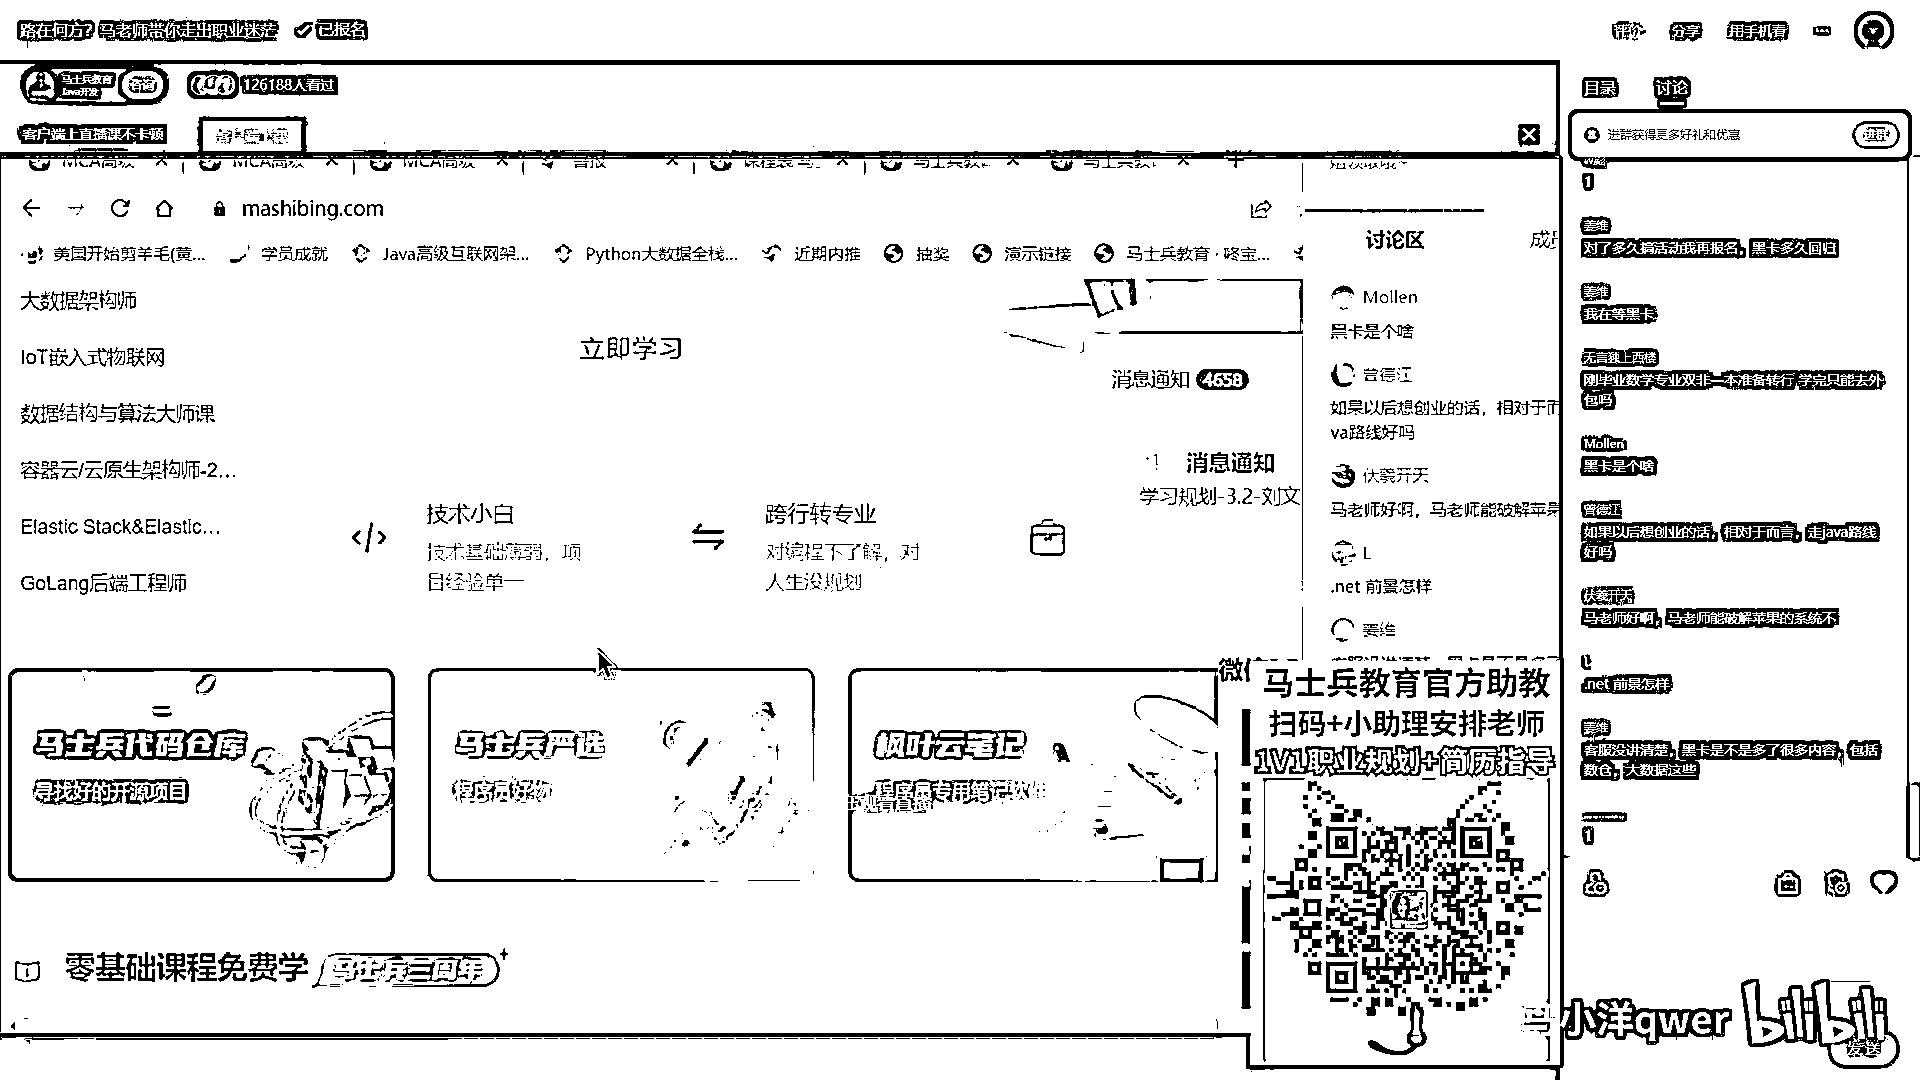 路在何方？马老师带你走出职业迷茫 已报名
评价 分享 用手机看
马士兵教育
Java开发
咨询
126188人看过
目录 讨论
客户端上直播课不卡顿
进群获得更多好礼和优惠 进群
MCA高级 MCA高级 MCA高级 喜报 马士兵教 马士兵教
mashibing.com
美国开始剪羊毛(黄... 学员成就 Java高级互联网架... Python大数据全栈... 近期内推 抽奖 演示链接 马士兵教育·咚宝...
大数据架构师
IoT嵌入式物联网
数据结构与算法大师课
容器云/云原生架构师-2...
Elastic Stack&Elastic...
GoLang后端工程师
立即学习
消息通知 4658
消息通知
学习规划-3.2-刘文
技术小白
技术基础薄弱，项
目经验单一
跨行转专业
对编程不了解，对
人生没规划
讨论区
Mollen
黑卡是个啥
曾德江
如果以后想创业的话，相对于而
va路线好吗
伏羲开天
马老师好啊，马老师能破解苹果
L
.net 前景怎样
姜维
1
姜维
对了多久搞活动我再报名，黑卡多久回归
姜维
我在等黑卡
无言独上西楼
刚毕业数学专业双非一本准备转行 学完只能去外
包吗
Mollen
黑卡是个啥
曾德江
如果以后想创业的话，相对于而言，走java路线
好吗
伏羲开天
马老师好啊，马老师能破解苹果的系统不
L
.net 前景怎样
姜维
客服没讲清楚，黑卡是不是多了很多内容，包括
数仓，大数据这些
1
马士兵代码仓库
寻找好的开源项目
马士兵严选
程序员好物
枫叶云笔记
程序员专用笔记软件
马士兵教育官方助教
扫码+小助理安排老师
1V1职业规划+简历指导
零基础课程免费学 马士兵三周年
小洋qwer bilibili
发送